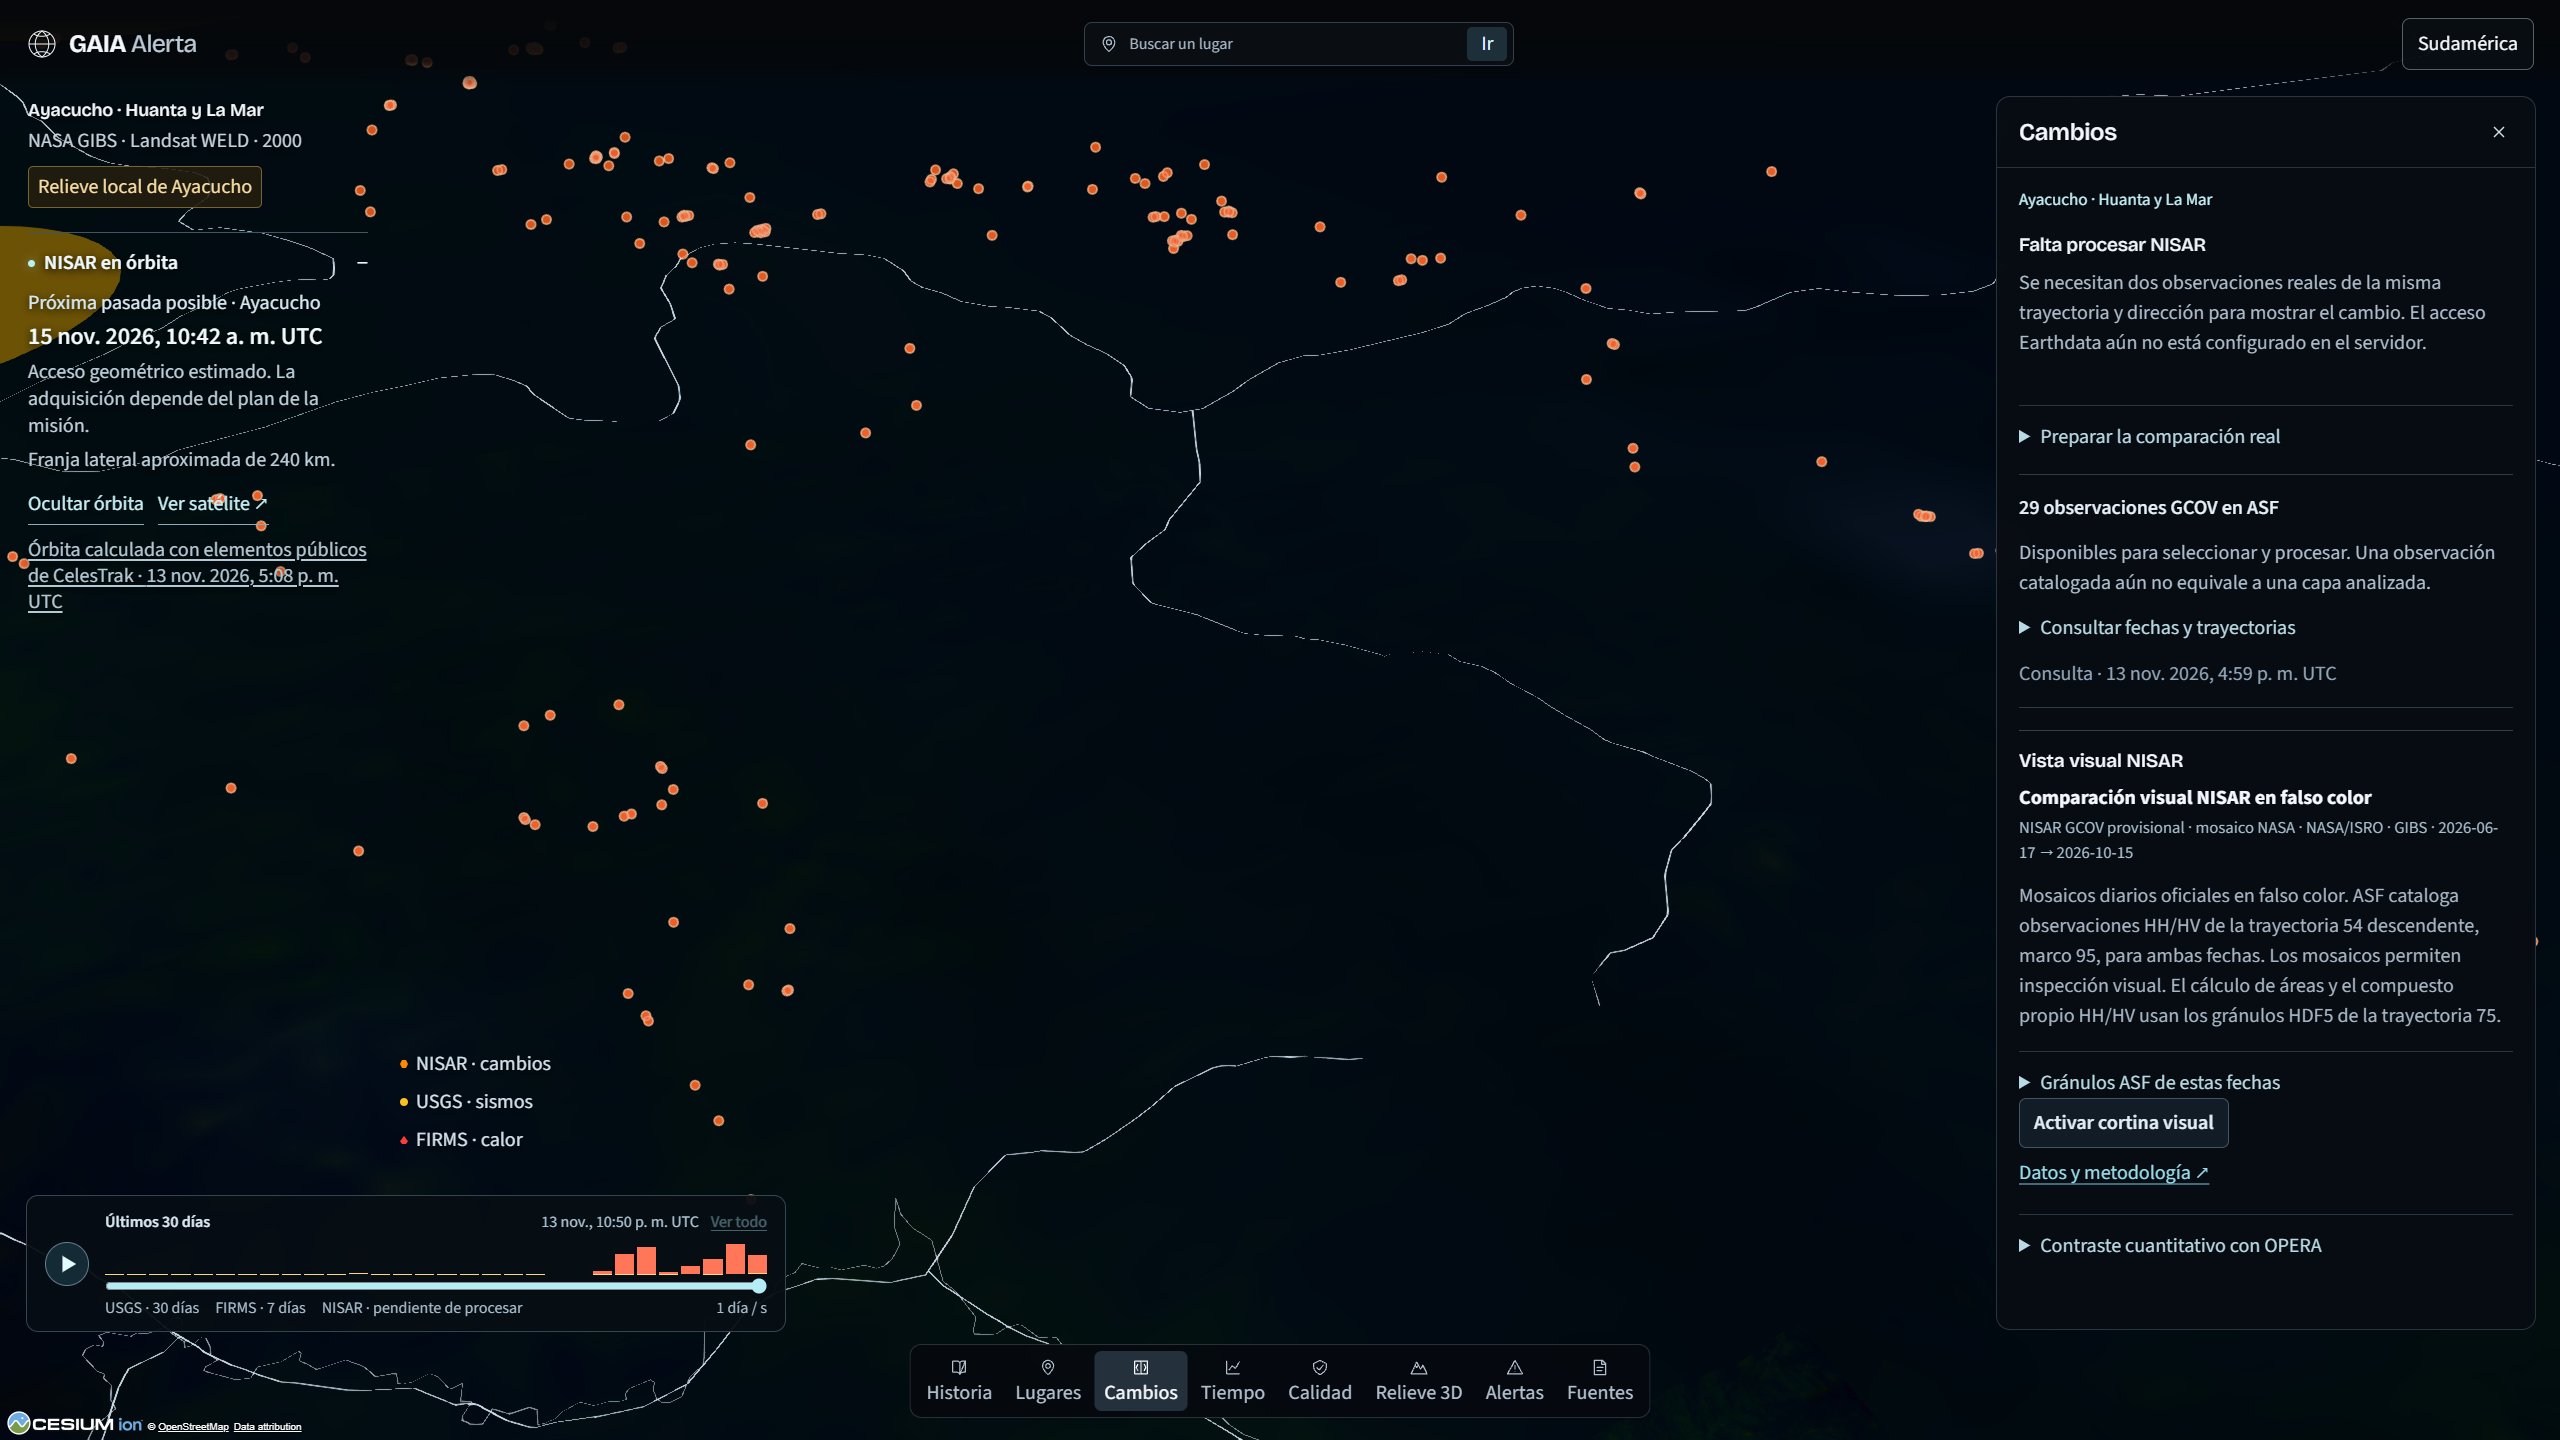 GAIA Alerta
Buscar un lugar
Ir
Sudamérica
Ayacucho · Huanta y La Mar
NASA GIBS · Landsat WELD · 2000
Relieve local de Ayacucho
NISAR en órbita
Próxima pasada posible · Ayacucho
15 nov. 2026, 10:42 a. m. UTC
Acceso geométrico estimado. La
adquisición depende del plan de la
misión.
Franja lateral aproximada de 240 km.
Ocultar órbita Ver satélite ↗
Órbita calculada con elementos públicos
de CelesTrak · 13 nov. 2026, 5:08 p. m.
UTC
NISAR · cambios
USGS · sismos
FIRMS · calor
Últimos 30 días
13 nov., 10:50 p. m. UTC Ver todo
USGS · 30 días FIRMS · 7 días NISAR · pendiente de procesar 1 día / s
Cambios
Ayacucho · Huanta y La Mar
Falta procesar NISAR
Se necesitan dos observaciones reales de la misma
trayectoria y dirección para mostrar el cambio. El acceso
Earthdata aún no está configurado en el servidor.
Preparar la comparación real
29 observaciones GCOV en ASF
Disponibles para seleccionar y procesar. Una observación
catalogada aún no equivale a una capa analizada.
Consultar fechas y trayectorias
Consulta · 13 nov. 2026, 4:59 p. m. UTC
Vista visual NISAR
Comparación visual NISAR en falso color
NISAR GCOV provisional · mosaico NASA · NASA/ISRO · GIBS · 2026-06-
17 → 2026-10-15
Mosaicos diarios oficiales en falso color. ASF cataloga
observaciones HH/HV de la trayectoria 54 descendente,
marco 95, para ambas fechas. Los mosaicos permiten
inspección visual. El cálculo de áreas y el compuesto
propio HH/HV usan los gránulos HDF5 de la trayectoria 75.
Gránulos ASF de estas fechas
Activar cortina visual
Datos y metodología ↗
Contraste cuantitativo con OPERA
Historia Lugares Cambios Tiempo Calidad Relieve 3D Alertas Fuentes
CESIUM ion © OpenStreetMap Data attribution